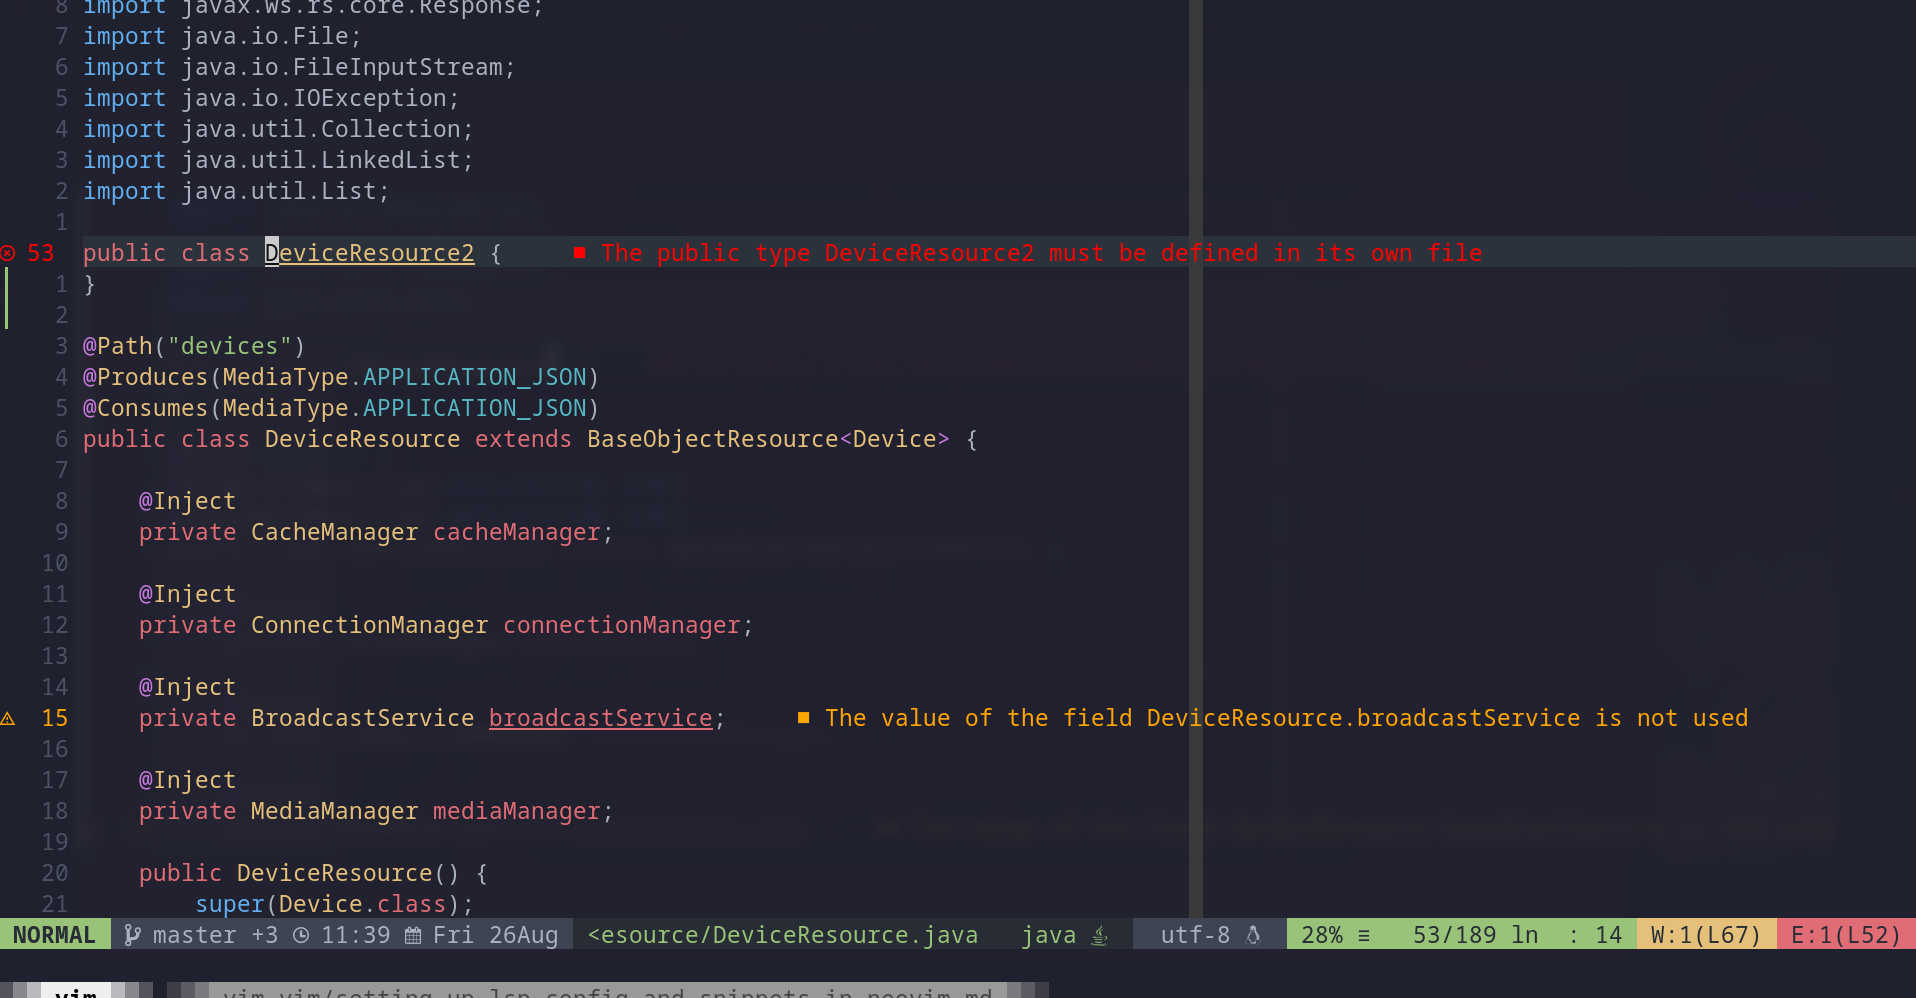 8 import javax.ws.rs.core.Response;
7 import java.io.File;
6 import java.io.FileInputStream;
5 import java.io.IOException;
4 import java.util.Collection;
3 import java.util.LinkedList;
2 import java.util.List;
1
53 public class DeviceResource2 { ■ The public type DeviceResource2 must be defined in its own file
1 }
2
3 @Path("devices")
4 @Produces(MediaType.APPLICATION_JSON)
5 @Consumes(MediaType.APPLICATION_JSON)
6 public class DeviceResource extends BaseObjectResource<Device> {
7
8 @Inject
9 private CacheManager cacheManager;
10
11 @Inject
12 private ConnectionManager connectionManager;
13
14 @Inject
15 private BroadcastService broadcastService; ■ The value of the field DeviceResource.broadcastService is not used
16
17 @Inject
18 private MediaManager mediaManager;
19
20 public DeviceResource() {
21 super(Device.class);
NORMAL master +3 11:39 Fri 26Aug <esource/DeviceResource.java java utf-8 28% ≡ 53/189 ln : 14 W:1(L67) E:1(L52)
vim vim vim/setting up lsp config and snippets in neovim.md